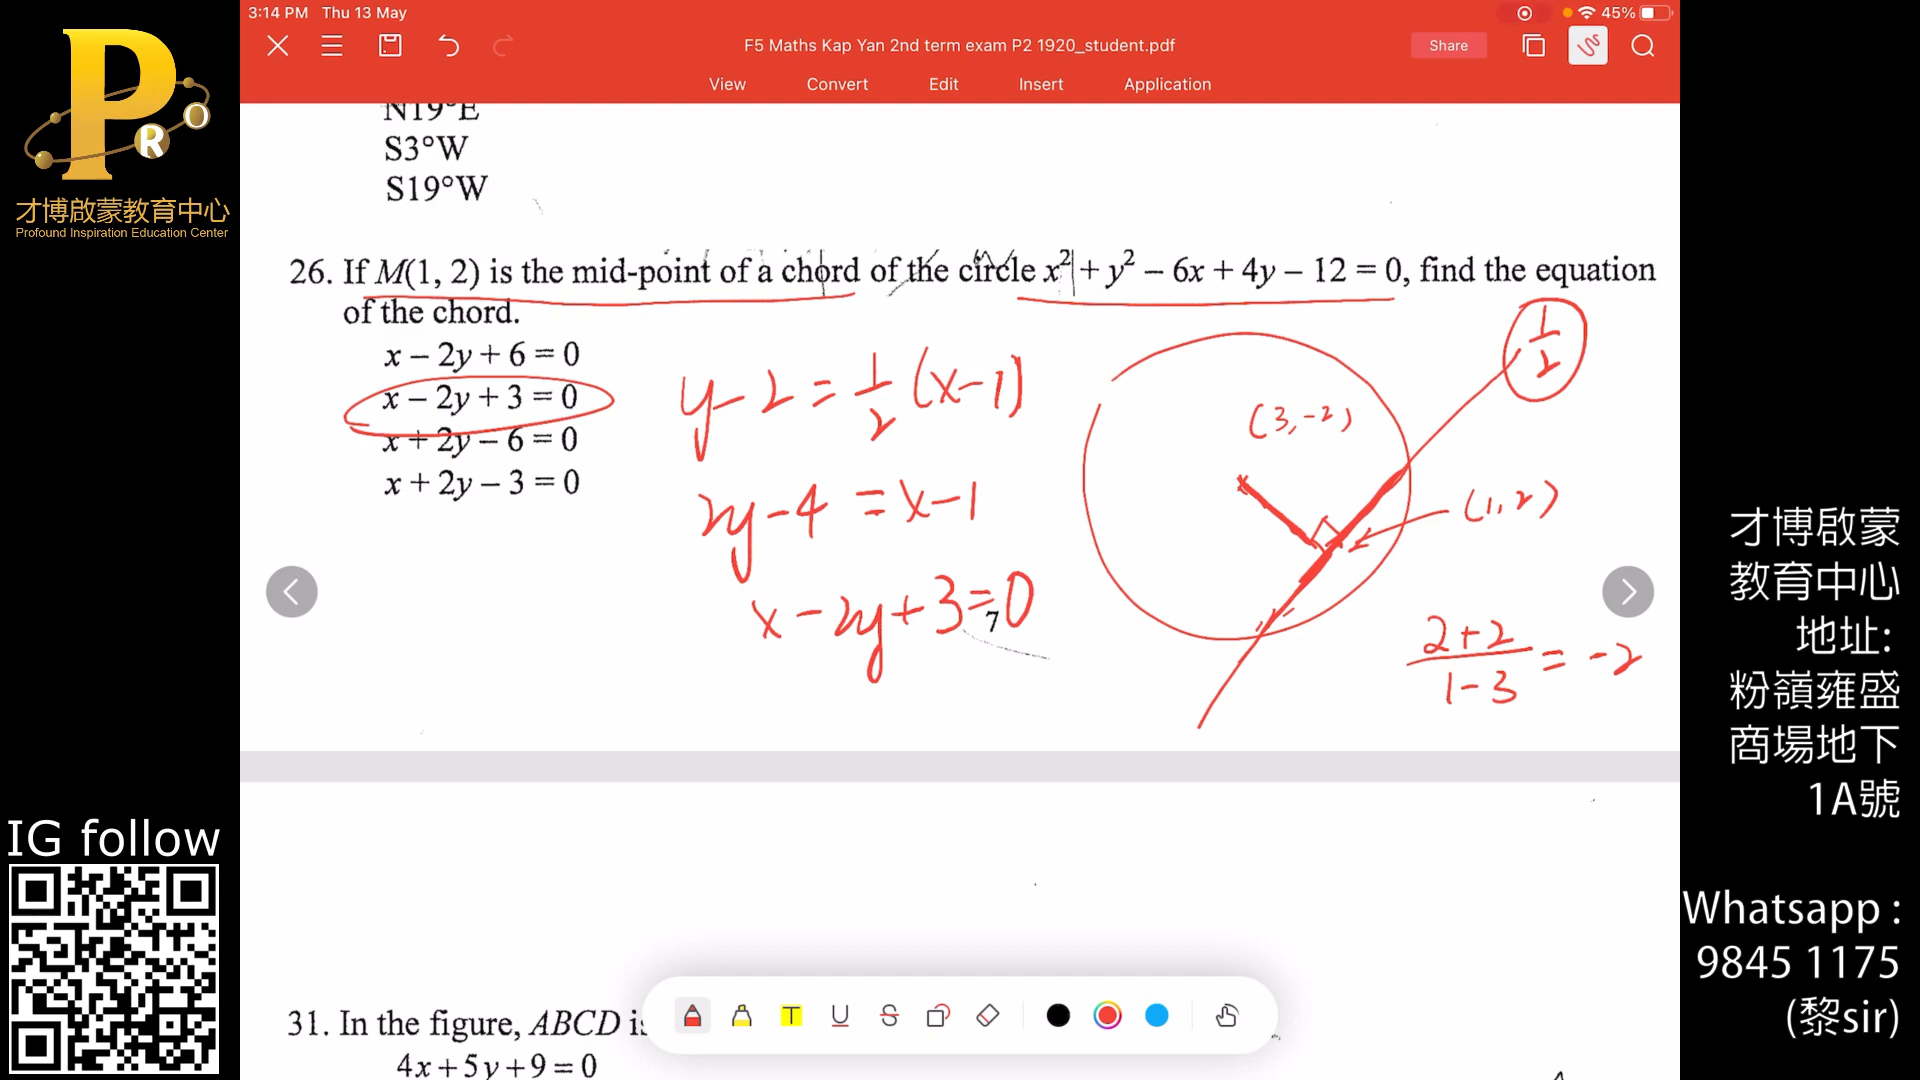 3:14 PM Thu 13 May
45%
F5 Maths Kap Yan 2nd term exam P2 1920_student.pdf
Share
View Convert Edit Insert Application
PRO
才博啟蒙教育中心
Profound Inspiration Education Center
N19°E
S3°W
S19°W
26. If M(1, 2) is the mid-point of a chord of the circle x² + y² – 6x + 4y – 12 = 0, find the equation
of the chord.
x – 2y + 6 = 0
x – 2y + 3 = 0
x + 2y – 6 = 0
x + 2y – 3 = 0
y-2 = 1/2 (x-1)
2y-4 = x-1
x-2y+3=0
7
(3,-2)
1/2
(1,2)
2+2/1-3 = -2
31. In the figure, ABCD is
4x+5y+9=0
T U S
IG follow
才博啟蒙
教育中心
地址:
粉嶺雍盛
商場地下
1A號
Whatsapp :
9845 1175
(黎sir)